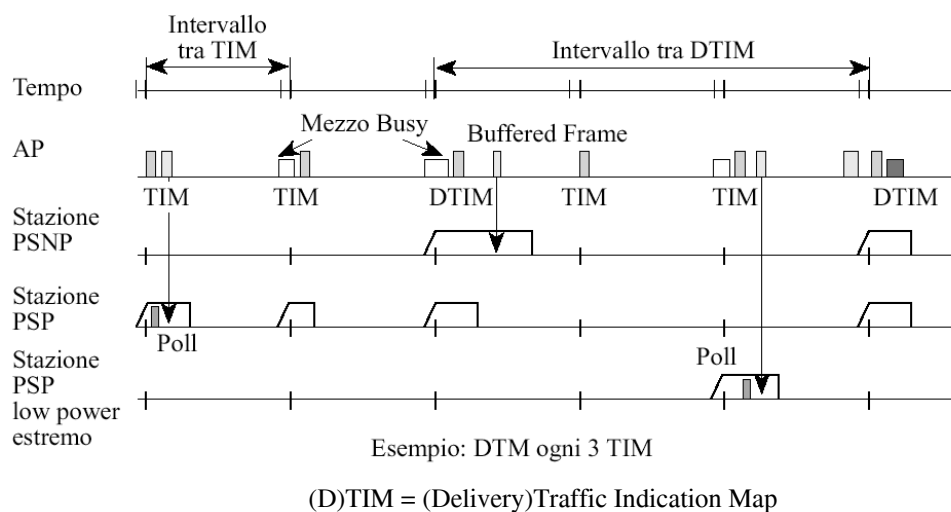 Intervallo
tra TIM
Intervallo tra DTIM
Tempo
Mezzo Busy
Buffered Frame
AP
TIM
TIM
DTIM
TIM
TIM
DTIM
Stazione
PSNP
Stazione
PSP
Poll
Stazione
PSP
low power
estremo
Poll
Esempio: DTM ogni 3 TIM
(D)TIM = (Delivery)Traffic Indication Map